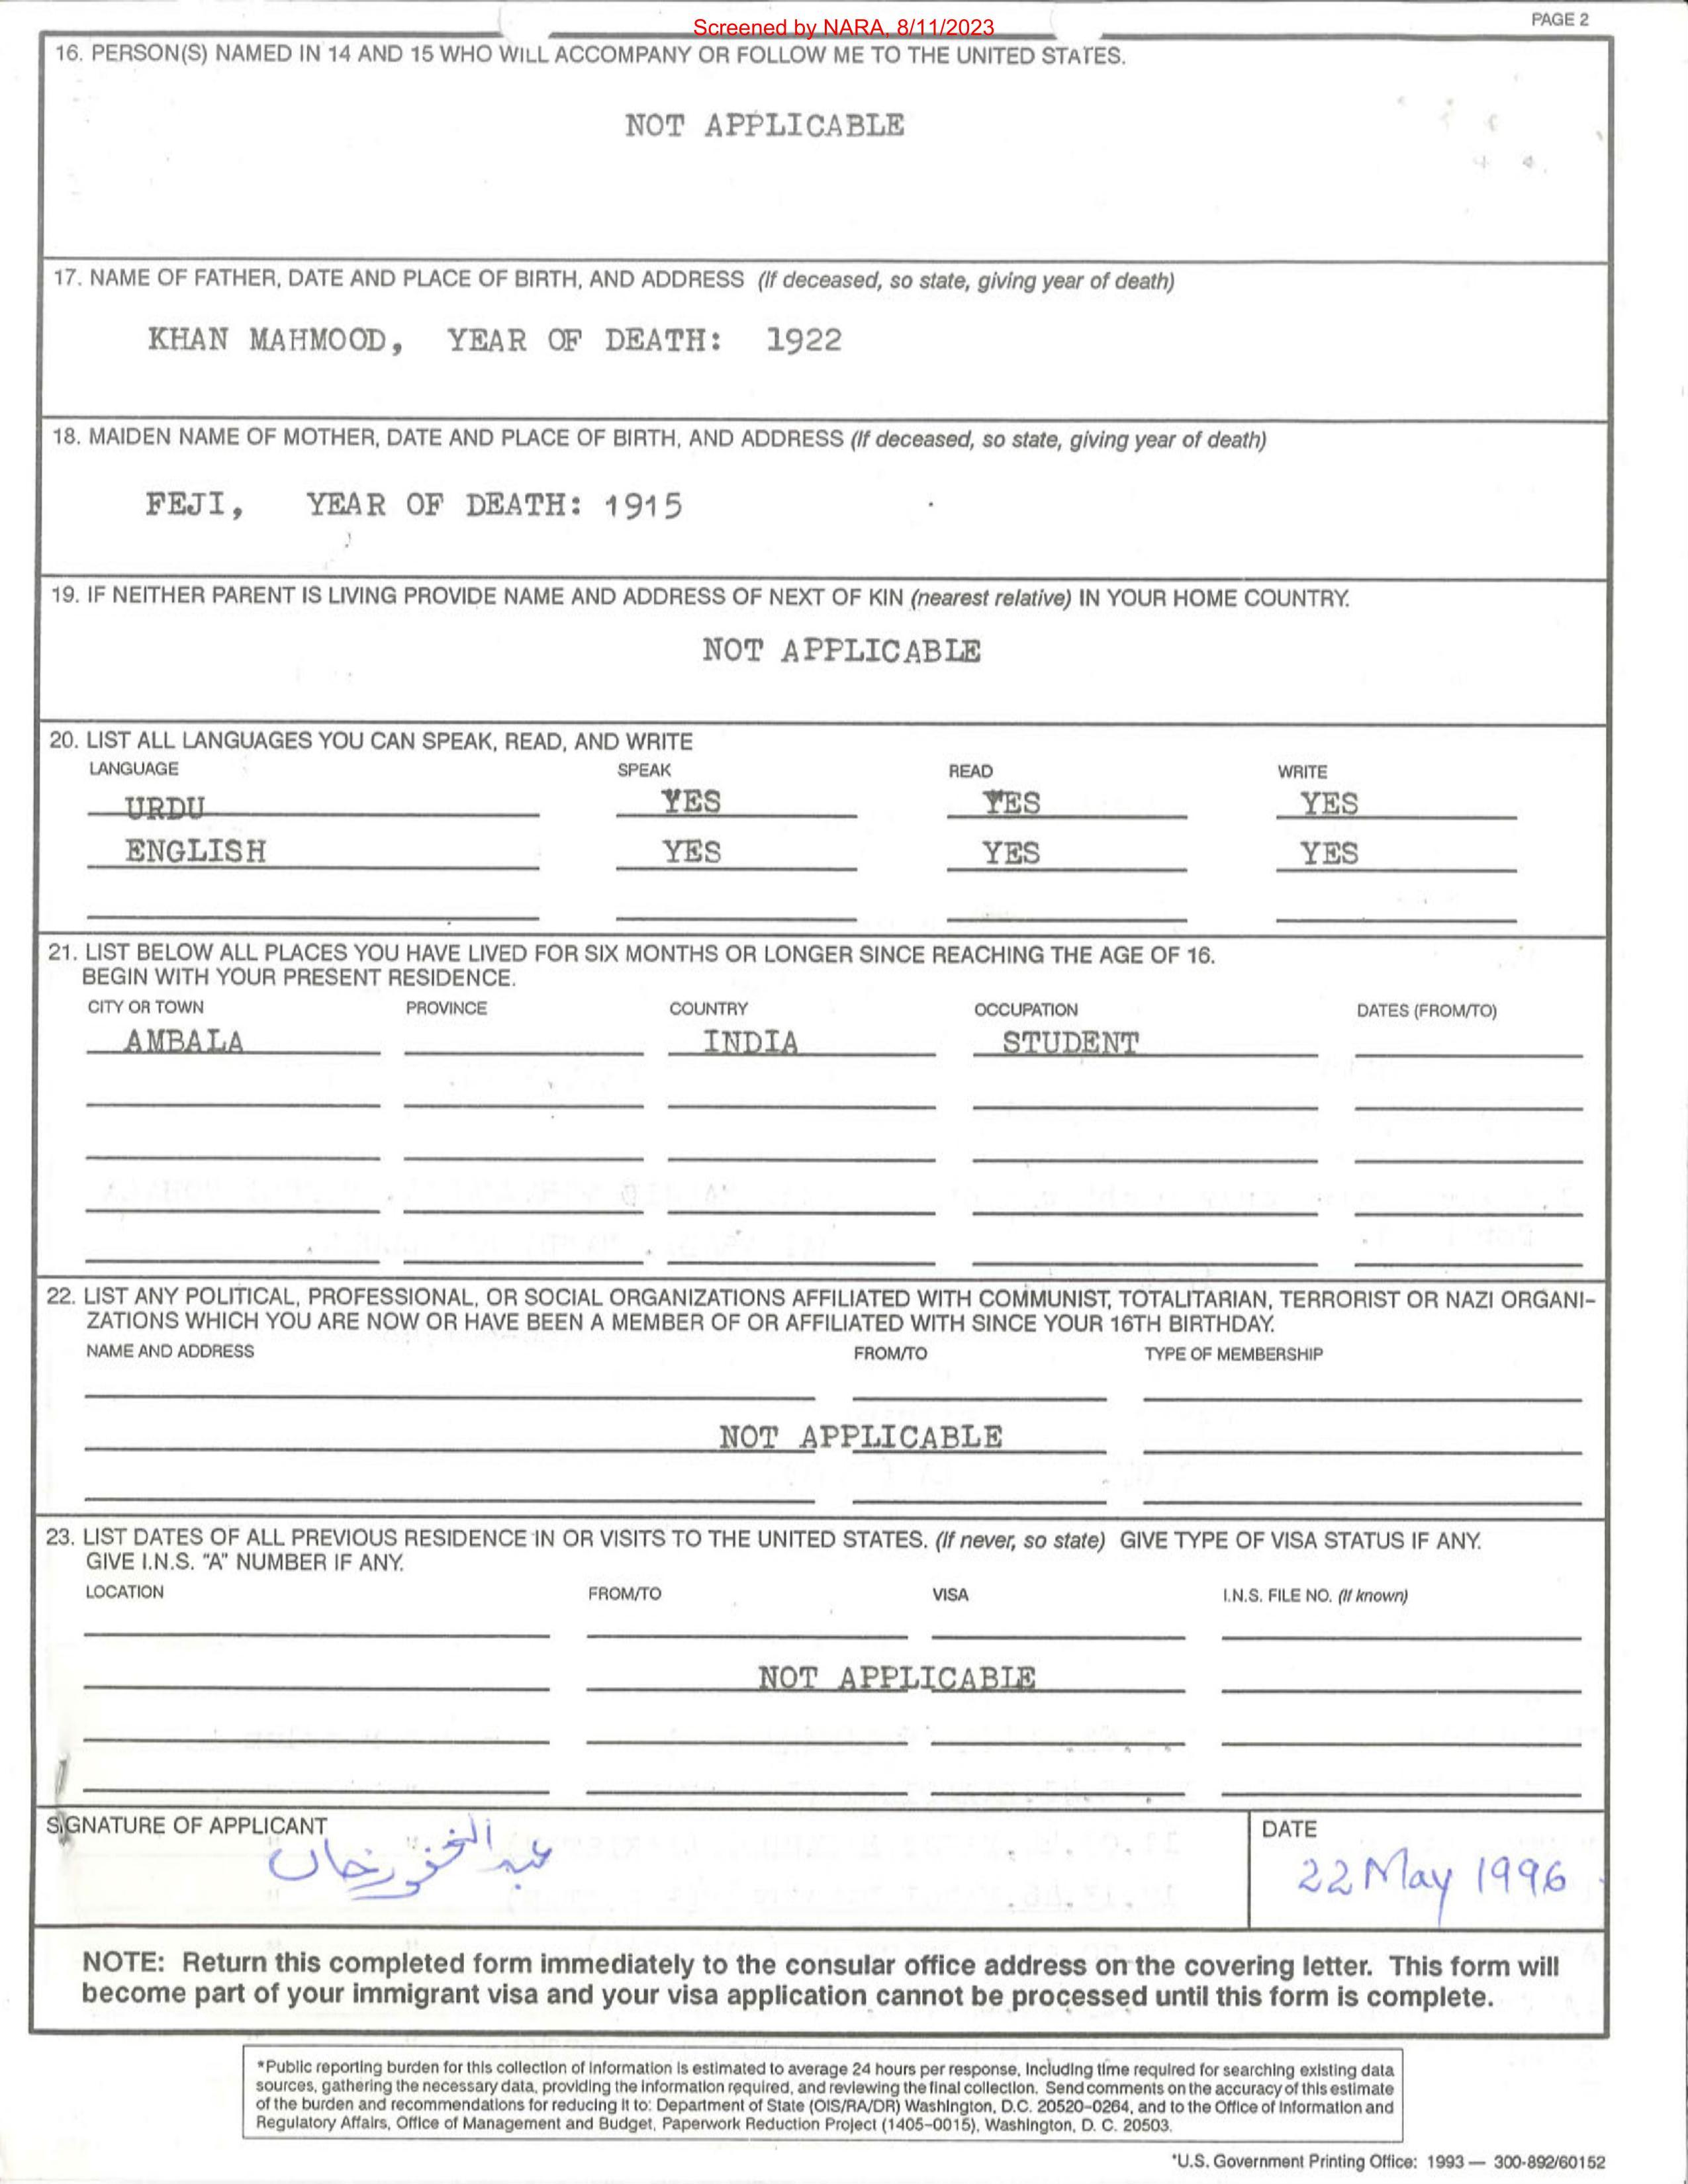 Screened by NARA, 8/11/2023
PAGE 2
16. PERSON(S) NAMED IN 14 AND 15 WHO WILL ACCOMPANY OR FOLLOW ME TO THE UNITED STATES.
NOT APPLICABLE
17. NAME OF FATHER, DATE AND PLACE OF BIRTH, AND ADDRESS (If deceased, so state, giving year of death)
KHAN MAHMOOD, YEAR OF DEATH: 1922
18. MAIDEN NAME OF MOTHER, DATE AND PLACE OF BIRTH, AND ADDRESS (If deceased, so state, giving year of death)
FEJI, YEAR OF DEATH: 1915
19. IF NEITHER PARENT IS LIVING PROVIDE NAME AND ADDRESS OF NEXT OF KIN (nearest relative) IN YOUR HOME COUNTRY.
NOT APPLICABLE
20. LIST ALL LANGUAGES YOU CAN SPEAK, READ, AND WRITE
LANGUAGE SPEAK READ WRITE
URDU YES YES YES
ENGLISH YES YES YES
21. LIST BELOW ALL PLACES YOU HAVE LIVED FOR SIX MONTHS OR LONGER SINCE REACHING THE AGE OF 16.
BEGIN WITH YOUR PRESENT RESIDENCE.
CITY OR TOWN PROVINCE COUNTRY OCCUPATION DATES (FROM/TO)
AMBALA INDIA STUDENT
22. LIST ANY POLITICAL, PROFESSIONAL, OR SOCIAL ORGANIZATIONS AFFILIATED WITH COMMUNIST, TOTALITARIAN, TERRORIST OR NAZI ORGANI-
ZATIONS WHICH YOU ARE NOW OR HAVE BEEN A MEMBER OF OR AFFILIATED WITH SINCE YOUR 16TH BIRTHDAY.
NAME AND ADDRESS FROM/TO TYPE OF MEMBERSHIP
NOT APPLICABLE
23. LIST DATES OF ALL PREVIOUS RESIDENCE IN OR VISITS TO THE UNITED STATES. (If never, so state) GIVE TYPE OF VISA STATUS IF ANY.
GIVE I.N.S. "A" NUMBER IF ANY.
LOCATION FROM/TO VISA I.N.S. FILE NO. (If known)
NOT APPLICABLE
SIGNATURE OF APPLICANT DATE
22 May 1996
NOTE: Return this completed form immediately to the consular office address on the covering letter. This form will
become part of your immigrant visa and your visa application cannot be processed until this form is complete.
*Public reporting burden for this collection of information is estimated to average 24 hours per response, including time required for searching existing data
sources, gathering the necessary data, providing the information required, and reviewing the final collection. Send comments on the accuracy of this estimate
of the burden and recommendations for reducing it to: Department of State (OIS/RA/DR) Washington, D.C. 20520-0264, and to the Office of Information and
Regulatory Affairs, Office of Management and Budget, Paperwork Reduction Project (1405-0015), Washington, D. C. 20503.
*U.S. Government Printing Office: 1993 — 300-892/60152